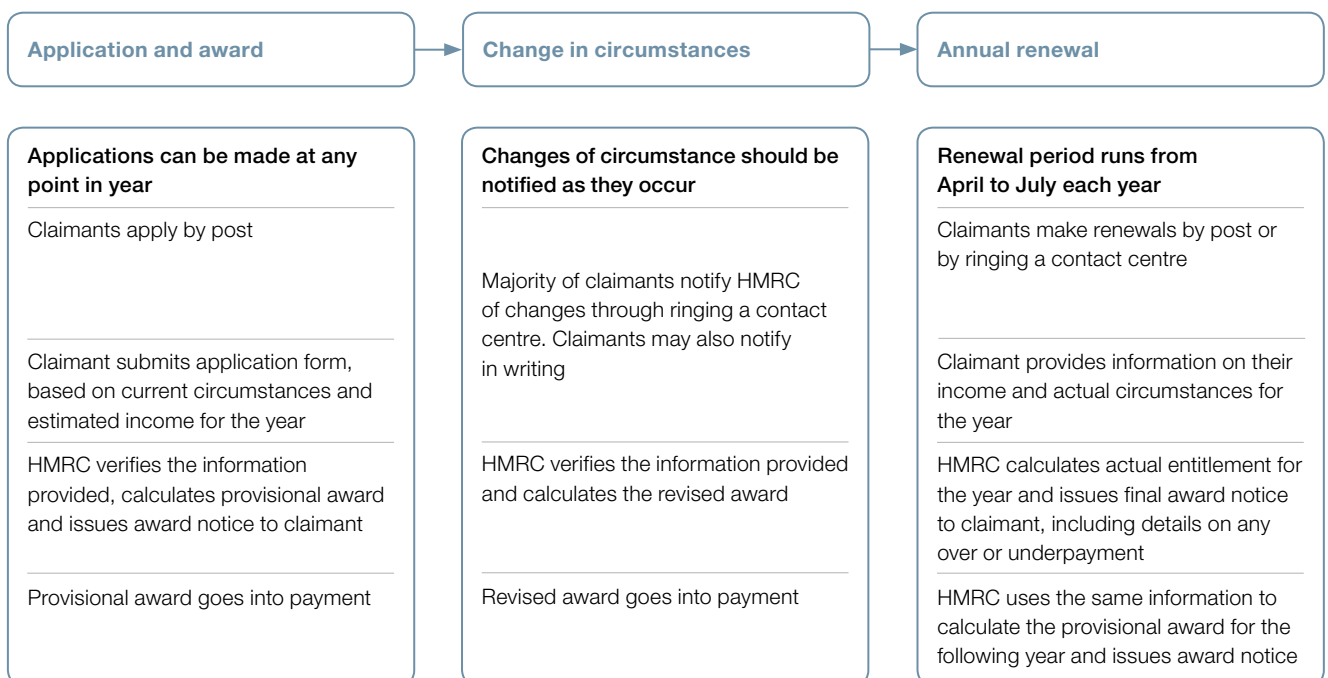 Application and award
Change in circumstances
Annual renewal
Applications can be made at any
point in year
Claimants apply by post
Claimant submits application form,
based on current circumstances and
estimated income for the year
HMRC verifies the information
provided, calculates provisional award
and issues award notice to claimant
Provisional award goes into payment
Changes of circumstance should be
notified as they occur
Majority of claimants notify HMRC
of changes through ringing a contact
centre. Claimants may also notify
in writing
HMRC verifies the information provided
and calculates the revised award
Revised award goes into payment
Renewal period runs from
April to July each year
Claimants make renewals by post or
by ringing a contact centre
Claimant provides information on their
income and actual circumstances for
the year
HMRC calculates actual entitlement for
the year and issues final award notice
to claimant, including details on any
over or underpayment
HMRC uses the same information to
calculate the provisional award for the
following year and issues award notice